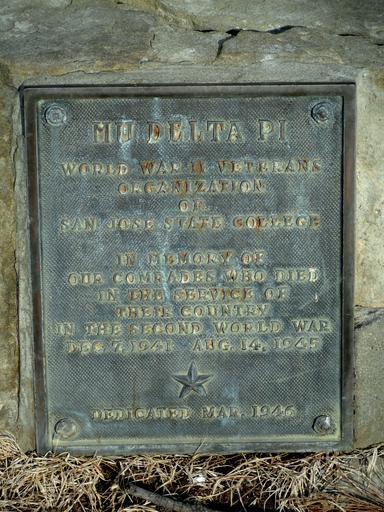 MU DELTA PI
WORLD WAR II VETERANS
ORGANIZATION
OF
SAN JOSE STATE COLLEGE
IN MEMORY OF
OUR COMRADES WHO DIED
IN THE SERVICE OF
THEIR COUNTRY
IN THE SECOND WORLD WAR
DEC. 7, 1941 AUG. 14, 1945
DEDICATED MAR. 1946